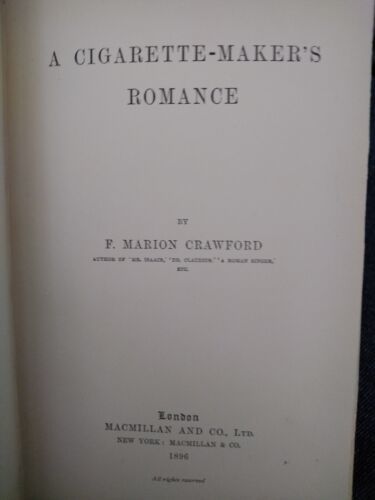 A CIGARETTE-MAKER'S
ROMANCE
BY
F. MARION CRAWFORD
AUTHOR OF 'MR. ISAACS,' 'DR. CLAUDIUS,' 'A ROMAN SINGER,'
ETC.
London
MACMILLAN AND CO., LTD.
NEW YORK: MACMILLAN & CO.
1896
All rights reserved